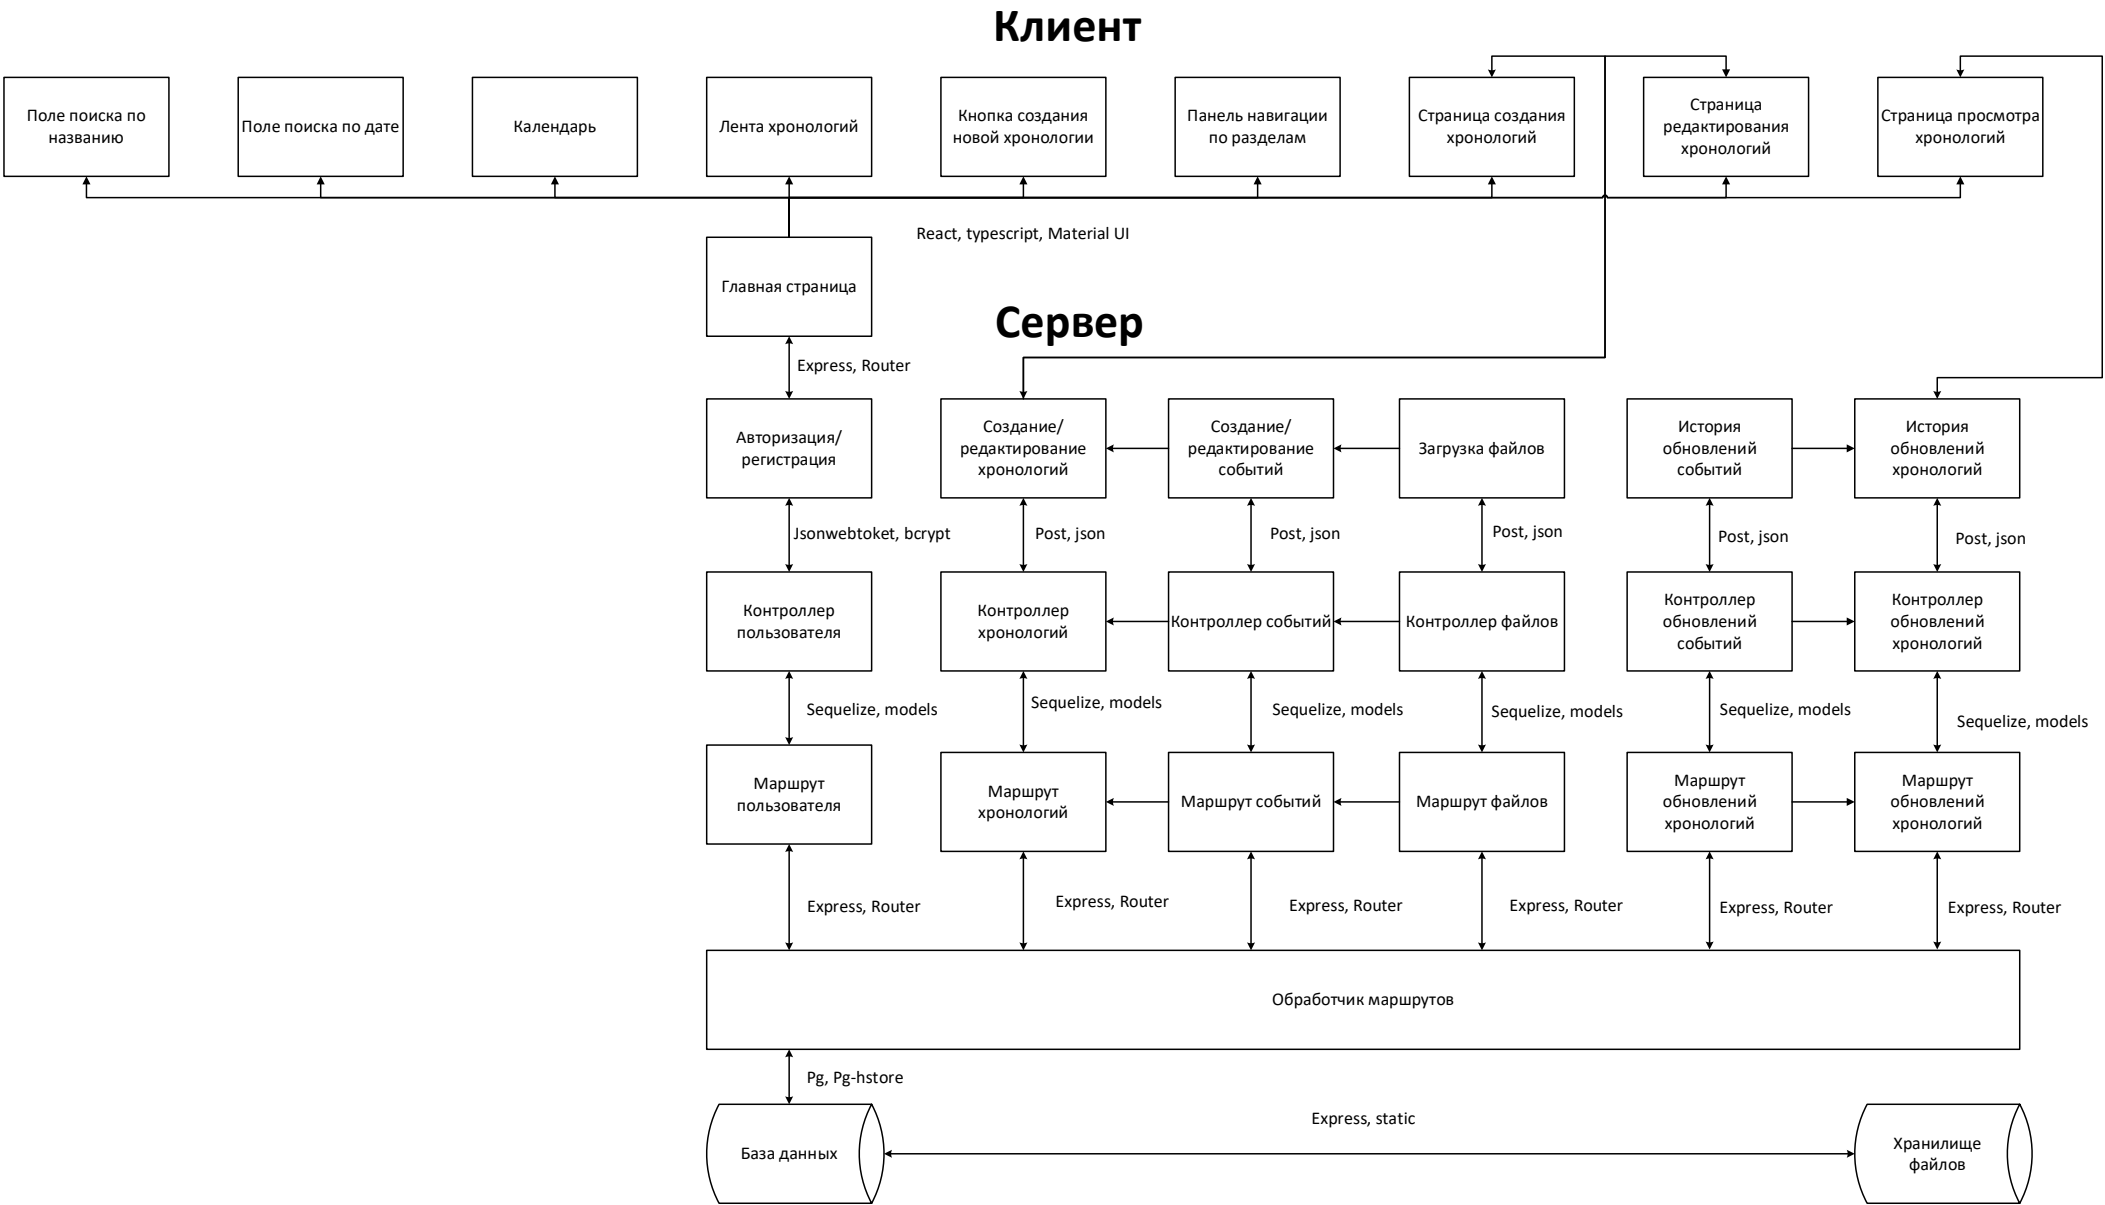 Клиент
Поле поиска по
названию
Поле поиска по дате
Календарь
Лента хронологий
Кнопка создания
новой хронологии
Панель навигации
по разделам
Страница создания
хронологий
Страница
редактирования
хронологий
Страница просмотра
хронологий
React, typescript, Material UI
Главная страница
Сервер
Express, Router
Авторизация/
регистрация
Создание/
редактирование
хронологий
Создание/
редактирование
событий
Загрузка файлов
История
обновлений
событий
История
обновлений
хронологий
Jsonwebtoket, bcrypt
Post, json
Post, json
Post, json
Post, json
Post, json
Контроллер
пользователя
Контроллер
хронологий
Контроллер событий
Контроллер файлов
Контроллер
обновлений
событий
Контроллер
обновлений
хронологий
Sequelize, models
Sequelize, models
Sequelize, models
Sequelize, models
Sequelize, models
Sequelize, models
Маршрут
пользователя
Маршрут
хронологий
Маршрут событий
Маршрут файлов
Маршрут
обновлений
хронологий
Маршрут
обновлений
хронологий
Express, Router
Express, Router
Express, Router
Express, Router
Express, Router
Express, Router
Обработчик маршрутов
Pg, Pg-hstore
База данных
Express, static
Хранилище
файлов